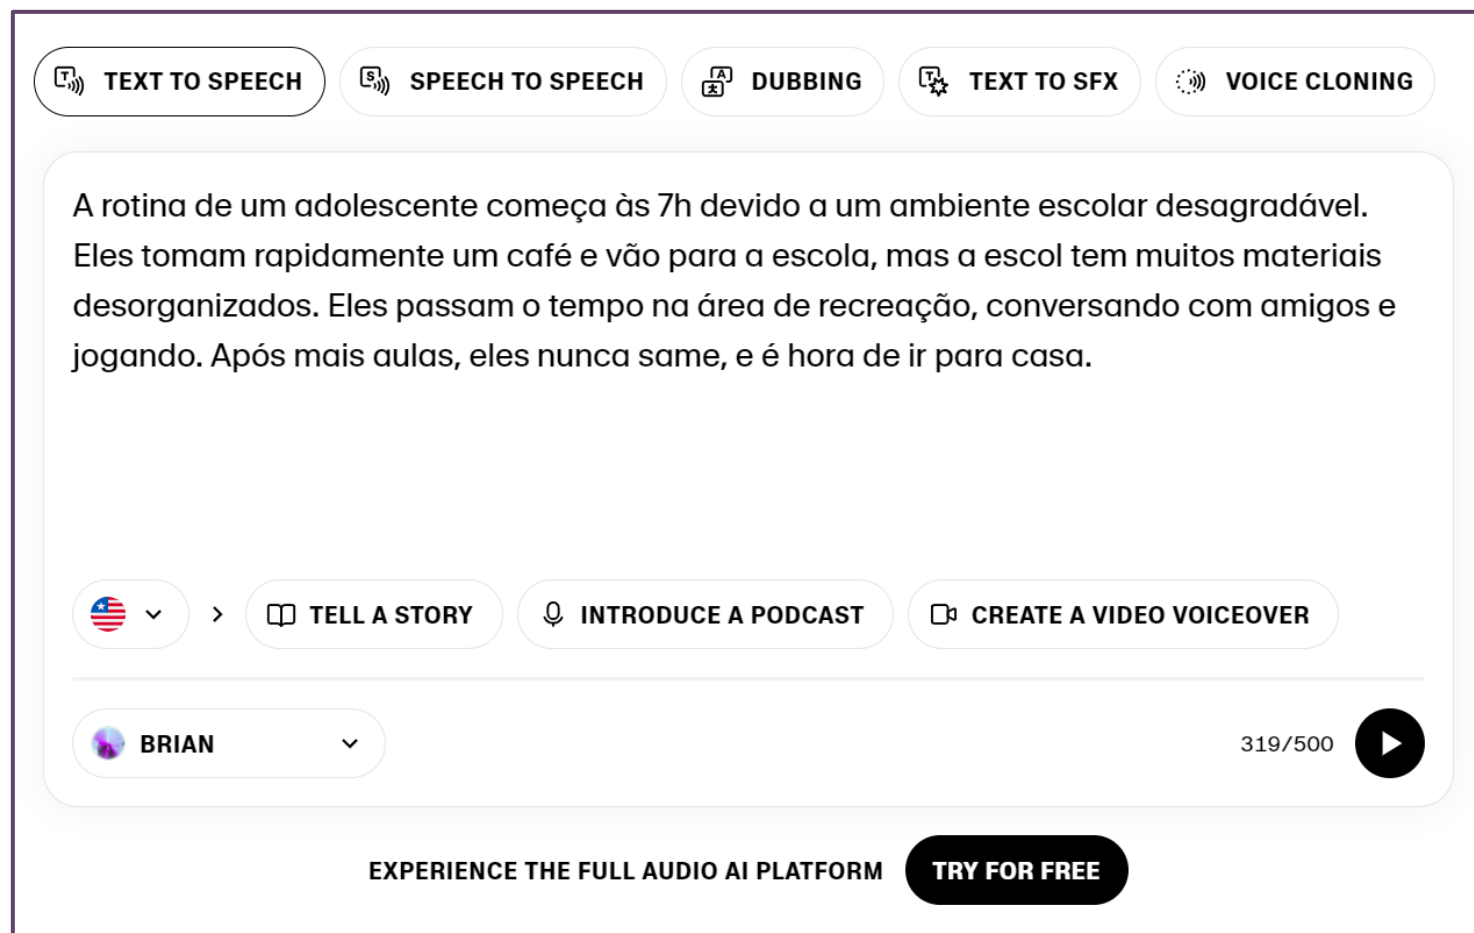 TEXT TO SPEECH
SPEECH TO SPEECH
DUBBING
TEXT TO SFX
VOICE CLONING
A rotina de um adolescente começa às 7h devido a um ambiente escolar desagradável.
Eles tomam rapidamente um café e vão para a escola, mas a escol tem muitos materiais
desorganizados. Eles passam o tempo na área de recreação, conversando com amigos e
jogando. Após mais aulas, eles nunca same, e é hora de ir para casa.
TELL A STORY
INTRODUCE A PODCAST
CREATE A VIDEO VOICEOVER
BRIAN
319/500
EXPERIENCE THE FULL AUDIO AI PLATFORM
TRY FOR FREE